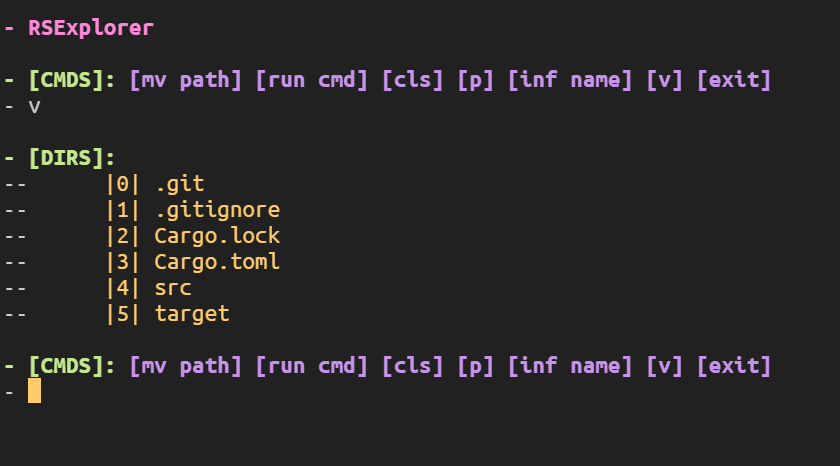 - RSExplorer
- [CMDS]: [mv path] [run cmd] [cls] [p] [inf name] [v] [exit]
- v
- [DIRS]:
-- |0| .git
-- |1| .gitignore
-- |2| Cargo.lock
-- |3| Cargo.toml
-- |4| src
-- |5| target
- [CMDS]: [mv path] [run cmd] [cls] [p] [inf name] [v] [exit]
-